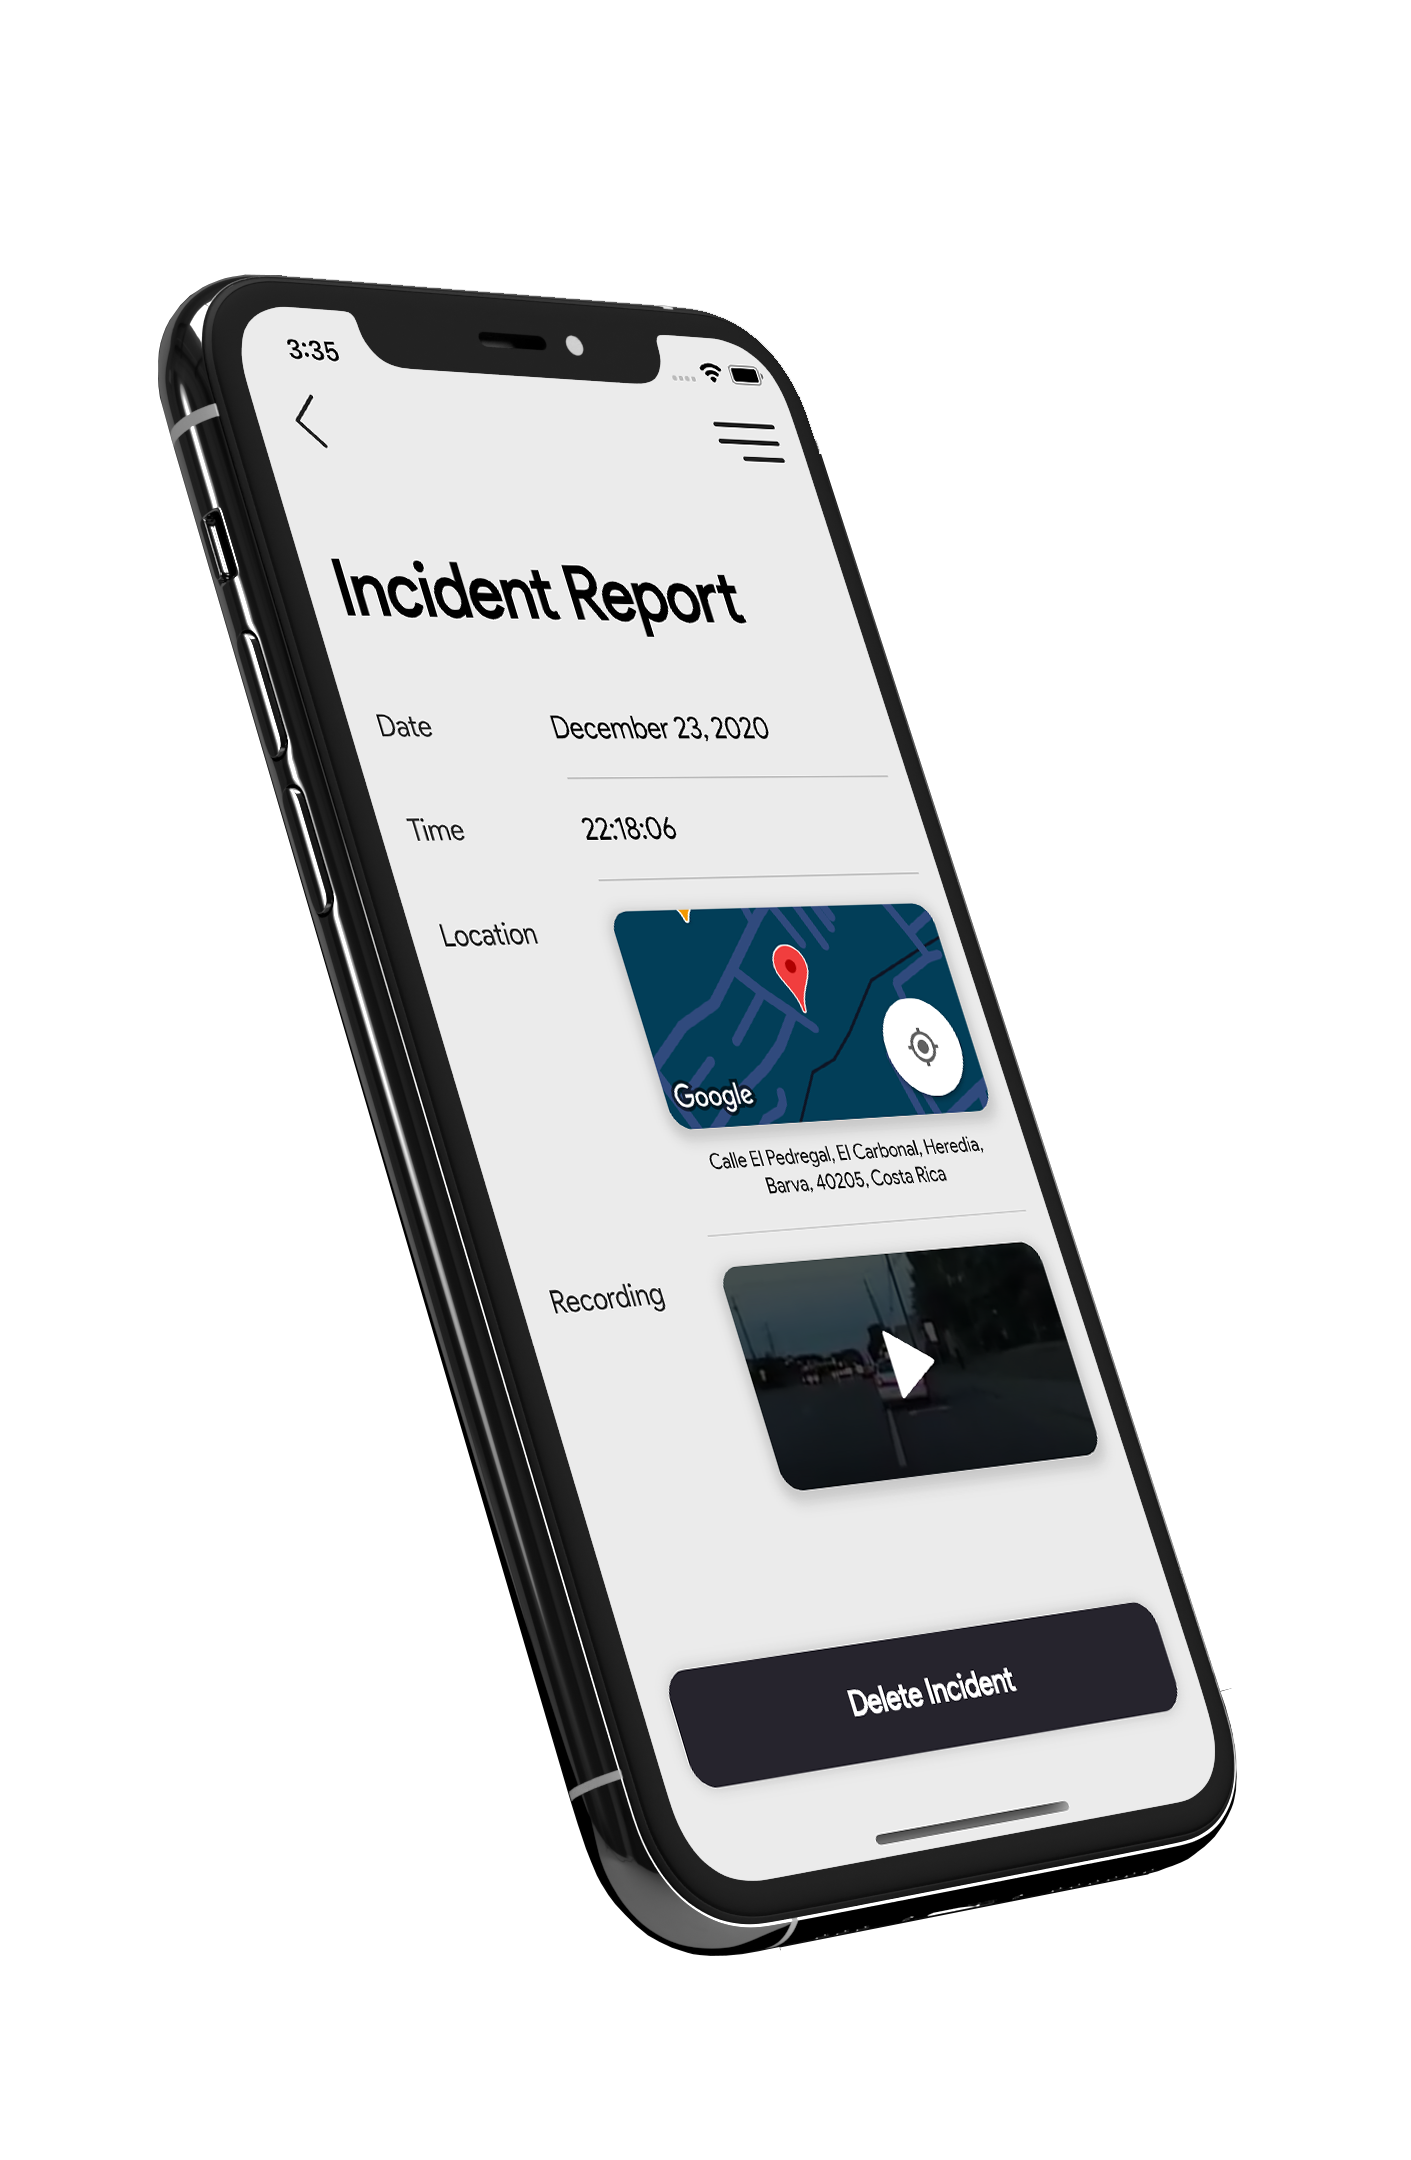 3:35
Incident Report
Date December 23, 2020
Time 22:18:06
Location
Google
Calle El Pedregal, El Carbonal, Heredia,
Barva, 40205, Costa Rica
Recording
Delete Incident